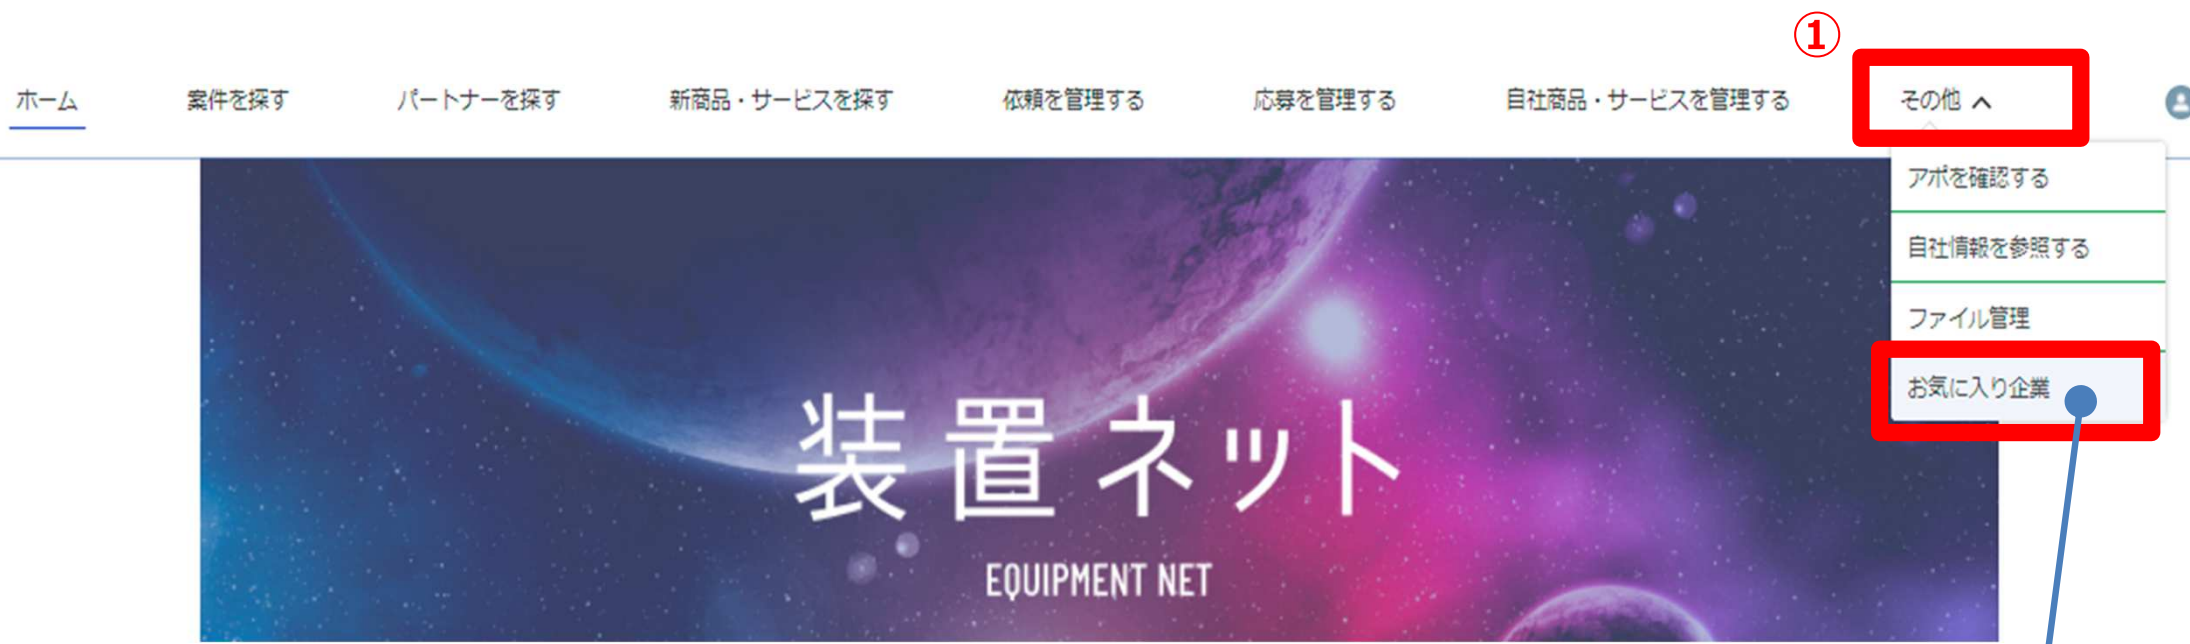 ①
ホーム 案件を探す パートナーを探す 新商品・サービスを探す 依頼を管理する 応募を管理する 自社商品・サービスを管理する その他
アポを確認する
自社情報を参照する
ファイル管理
お気に入り企業
装置ネット
EQUIPMENT NET